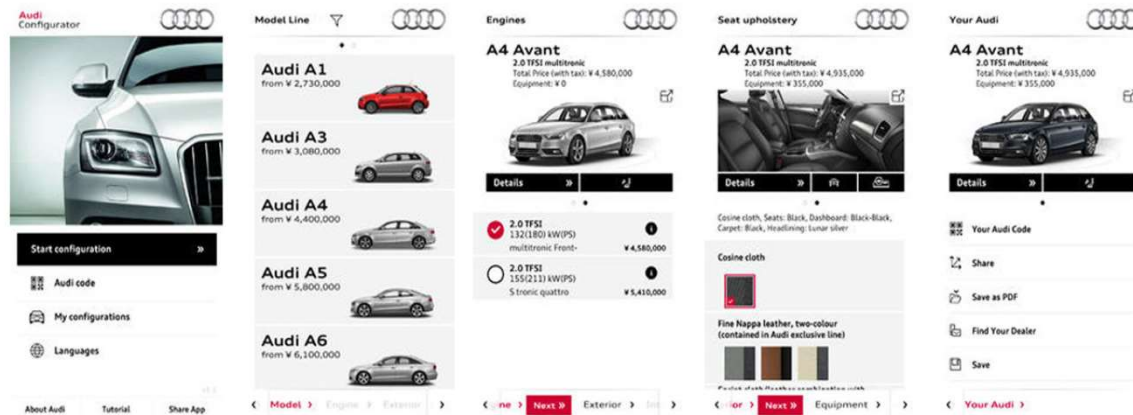 Audi
Configurator
Start configuration »
Audi code
My configurations
Languages
About Audi Tutorial Share App
Model Line
Audi A1
from ¥ 2,730,000
Audi A3
from ¥ 3,080,000
Audi A4
from ¥ 4,400,000
Audi A5
from ¥ 5,800,000
Audi A6
from ¥ 6,100,000
Model Engine Exterior
Engines
A4 Avant
2.0 TFSI multitronic
Total Price (with tax): ¥ 4,580,000
Equipment: ¥ 0
Details »
2.0 TFSI
132(180) kW(PS)
multitronic Front-
¥ 4,580,000
2.0 TFSI
155(211) kW(PS)
S tronic quattro
¥ 5,410,000
Next » Exterior
Seat upholstery
A4 Avant
2.0 TFSI multitronic
Total Price (with tax): ¥ 4,935,000
Equipment: ¥ 355,000
Details »
Cosine cloth, Seats: Black, Dashboard: Black-Black,
Carpet: Black, Headlining: Lunar silver
Cosine cloth
Fine Nappa leather, two-colour
(contained in Audi exclusive line)
Next » Equipment
Your Audi
A4 Avant
2.0 TFSI multitronic
Total Price (with tax): ¥ 4,935,000
Equipment: ¥ 355,000
Details »
Your Audi Code
Share
Save as PDF
Find Your Dealer
Save
Your Audi